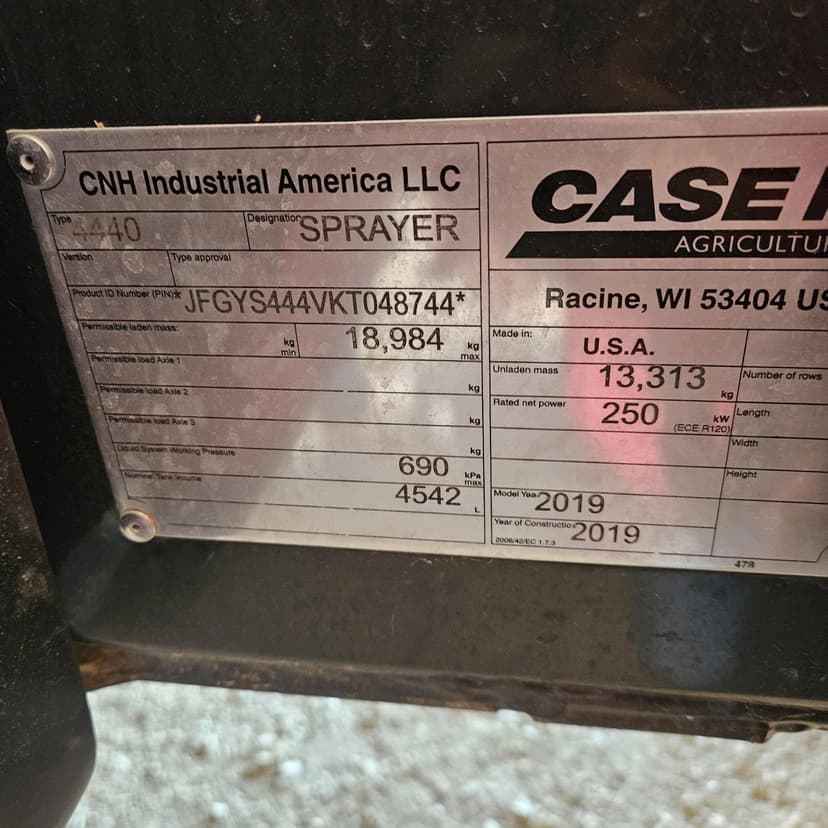 CNH Industrial America LLC
Type 4440 Designation SPRAYER
Version Type approval
Product ID Number (PIN) *JFGYS444VKT048744*
Permissible laden mass: kg min 18,984 kg max
Permissible load Axle 1 kg
Permissible load Axle 2 kg
Permissible load Axle 3 kg
Liquid System Working Pressure 690 kPa max
Nominal Tank Volume 4542 L
CASE
AGRICULTU
Racine, WI 53404 US
Made in: U.S.A.
Unladen mass 13,313 kg Number of rows
Rated net power 250 kW (ECE R120) Length
Width
Height
Model Yea 2019
Year of Constructio 2019
2006/42/EC 1.7.3
478